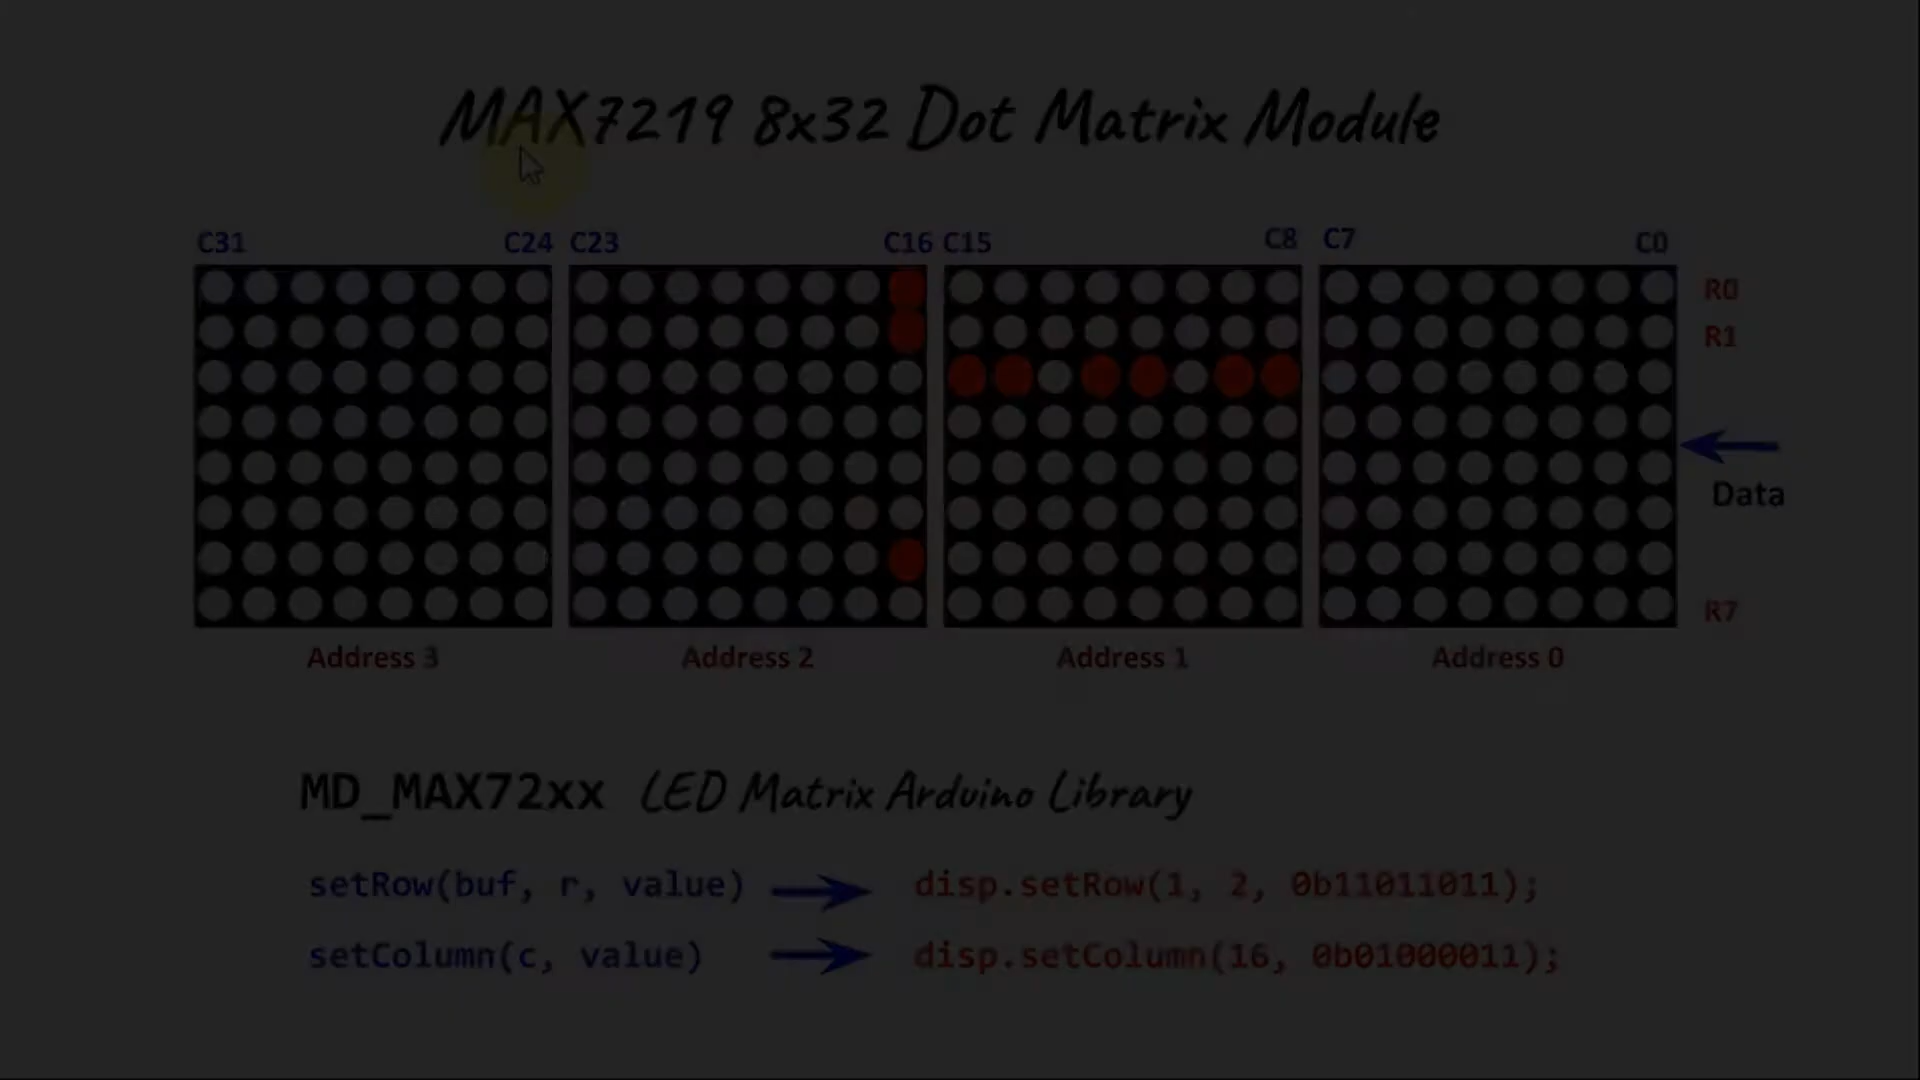 MAX7219 8x32 Dot Matrix Module
C31 C24 C23 C16 C15 C8 C7 C0
R0
R1
Data
R7
Address 3 Address 2 Address 1 Address 0
MD_MAX72xx LED Matrix Arduino Library
setRow(buf, r, value) disp.setRow(1, 2, 0b11011011);
setColumn(c, value) disp.setColumn(16, 0b01000011);